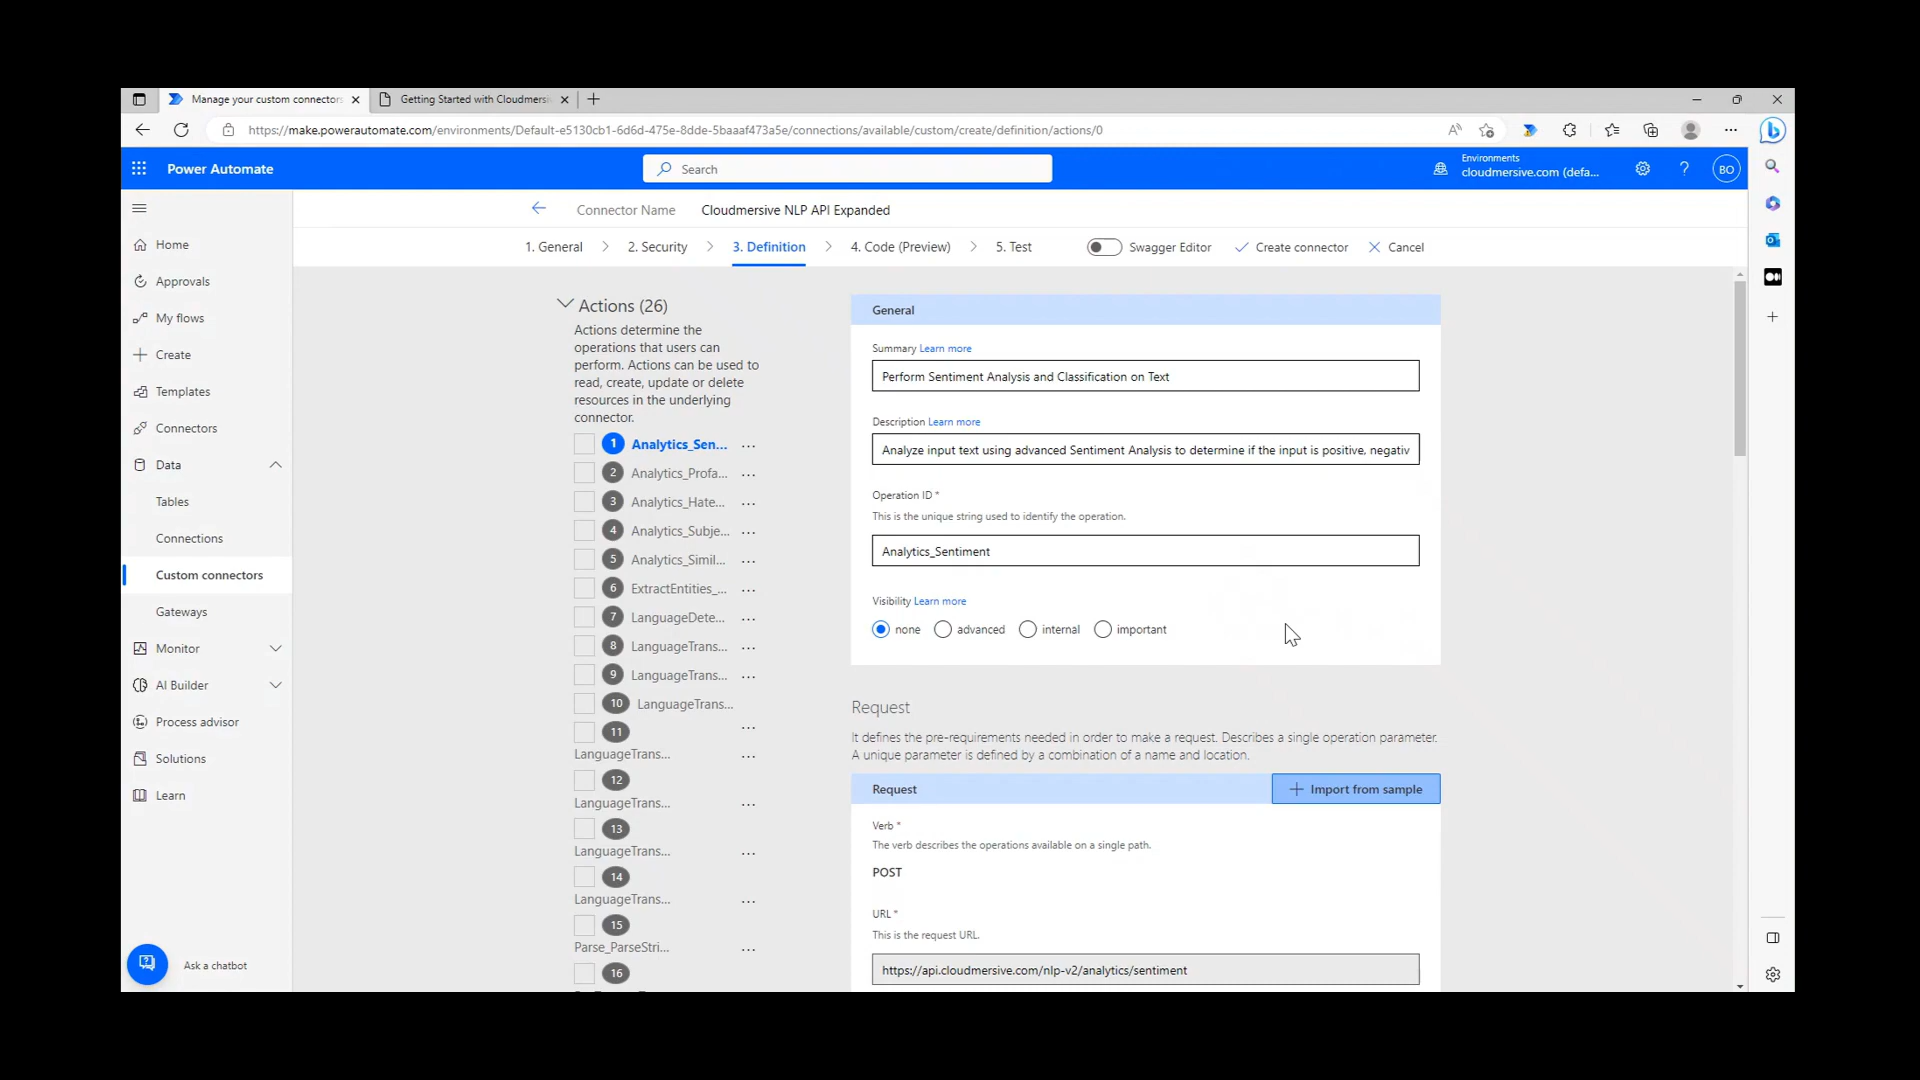 Manage your custom connectors
Getting Started with Cloudmersi
https://make.powerautomate.com/environments/Default-e5130cb1-6d6d-475e-8dde-5baaaf473a5e/connections/available/custom/create/definition/actions/0
Power Automate
Search
Environments
cloudmersive.com (defa...
BO
Connector Name
Cloudmersive NLP API Expanded
1. General
2. Security
3. Definition
4. Code (Preview)
5. Test
Swagger Editor
Create connector
Cancel
Home
Approvals
My flows
Create
Templates
Connectors
Data
Tables
Connections
Custom connectors
Gateways
Monitor
AI Builder
Process advisor
Solutions
Learn
Ask a chatbot
Actions (26)
Actions determine the
operations that users can
perform. Actions can be used to
read, create, update or delete
resources in the underlying
connector.
1 Analytics_Sen... ...
2 Analytics_Profa... ...
3 Analytics_Hate... ...
4 Analytics_Subje... ...
5 Analytics_Simil... ...
6 ExtractEntities_... ...
7 LanguageDete... ...
8 LanguageTrans... ...
9 LanguageTrans... ...
10 LanguageTrans... ...
11
LanguageTrans... ...
12
LanguageTrans... ...
13
LanguageTrans... ...
14
LanguageTrans... ...
15
Parse_ParseStri... ...
16
General
Summary Learn more
Perform Sentiment Analysis and Classification on Text
Description Learn more
Analyze input text using advanced Sentiment Analysis to determine if the input is positive, negativ
Operation ID *
This is the unique string used to identify the operation.
Analytics_Sentiment
Visibility Learn more
none advanced internal important
Request
It defines the pre-requirements needed in order to make a request. Describes a single operation parameter.
A unique parameter is defined by a combination of a name and location.
Request
Import from sample
Verb *
The verb describes the operations available on a single path.
POST
URL *
This is the request URL.
https://api.cloudmersive.com/nlp-v2/analytics/sentiment